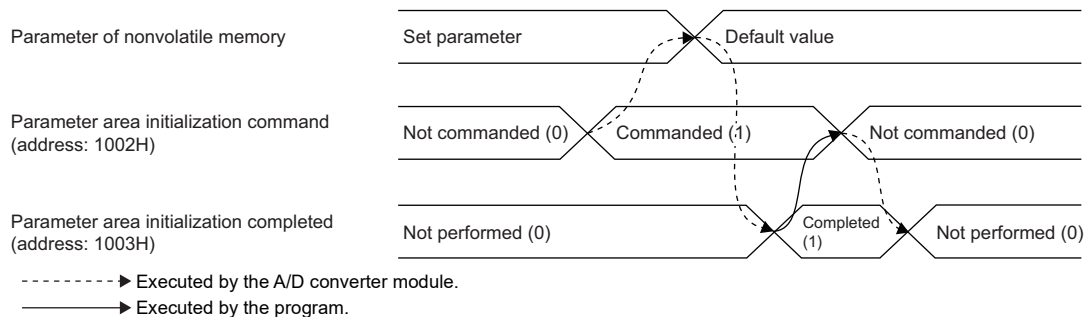 Parameter of nonvolatile memory
Set parameter
Default value
Parameter area initialization command
(address: 1002H)
Not commanded (0)
Commanded (1)
Not commanded (0)
Parameter area initialization completed
(address: 1003H)
Not performed (0)
Completed
(1)
Not performed (0)
Executed by the A/D converter module.
Executed by the program.